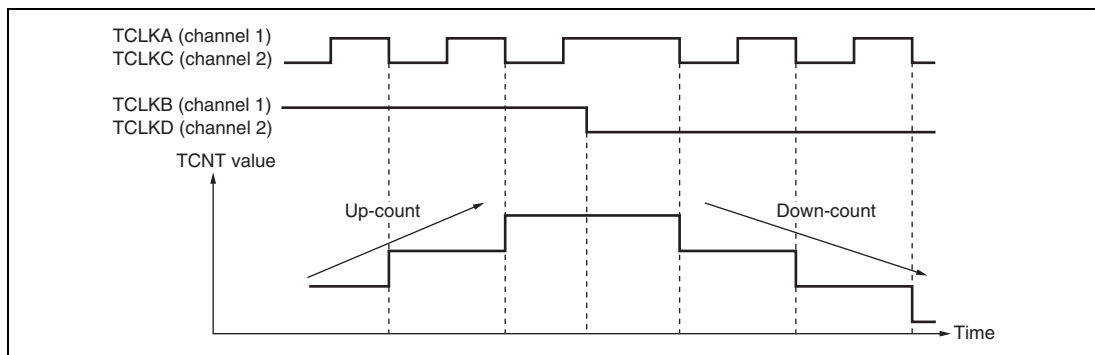 TCLKA (channel 1)
TCLKC (channel 2)
TCLKB (channel 1)
TCLKD (channel 2)
TCNT value
Up-count
Down-count
Time